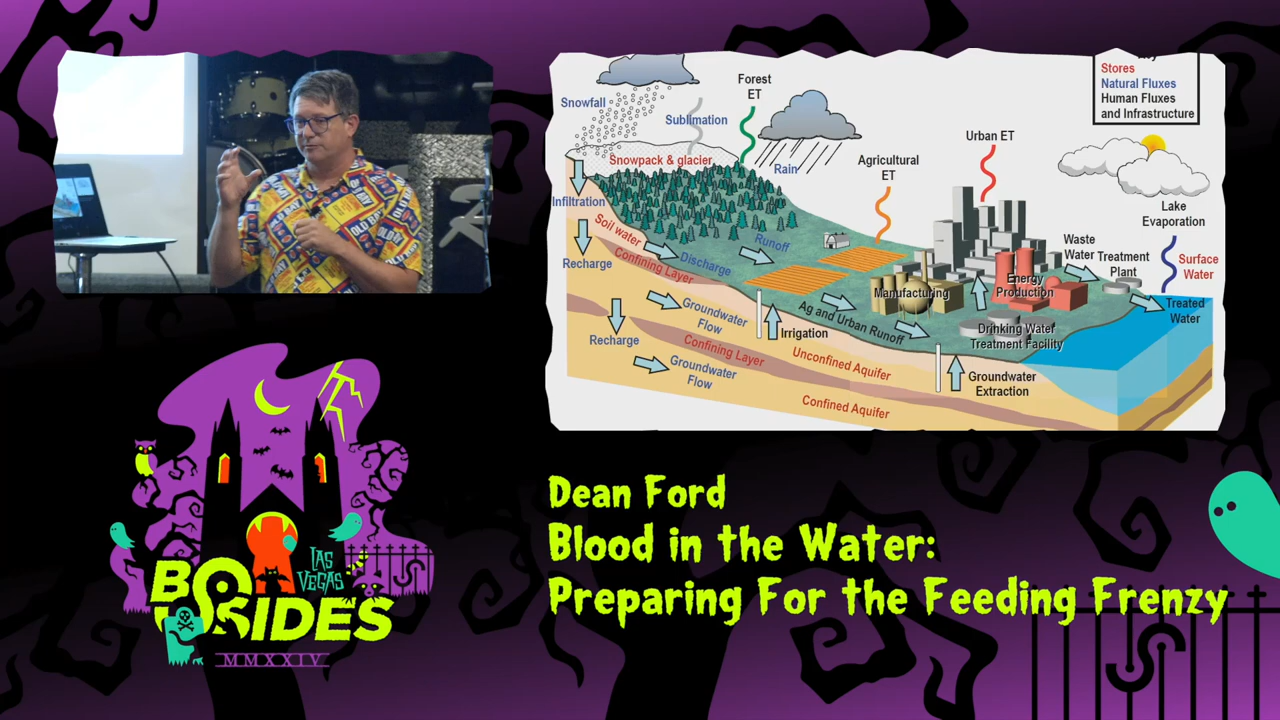 OLD BAY
Stores
Natural Fluxes
Human Fluxes
and Infrastructure
Snowfall
Sublimation
Forest
ET
Rain
Snowpack & glacier
Agricultural
ET
Urban ET
Lake
Evaporation
Infiltration
Soil water
Runoff
Recharge
Confining Layer
Discharge
Waste
Water
Treatment
Plant
Surface
Water
Manufacturing
Energy
Production
Treated
Water
Groundwater
Flow
Ag and Urban Runoff
Irrigation
Drinking Water
Treatment Facility
Recharge
Confining Layer
Unconfined Aquifer
Groundwater
Flow
Groundwater
Extraction
Confined Aquifer
Dean Ford
Blood in the Water:
Preparing For the Feeding Frenzy
LAS
VEGAS
BSIDES
MMXXIV